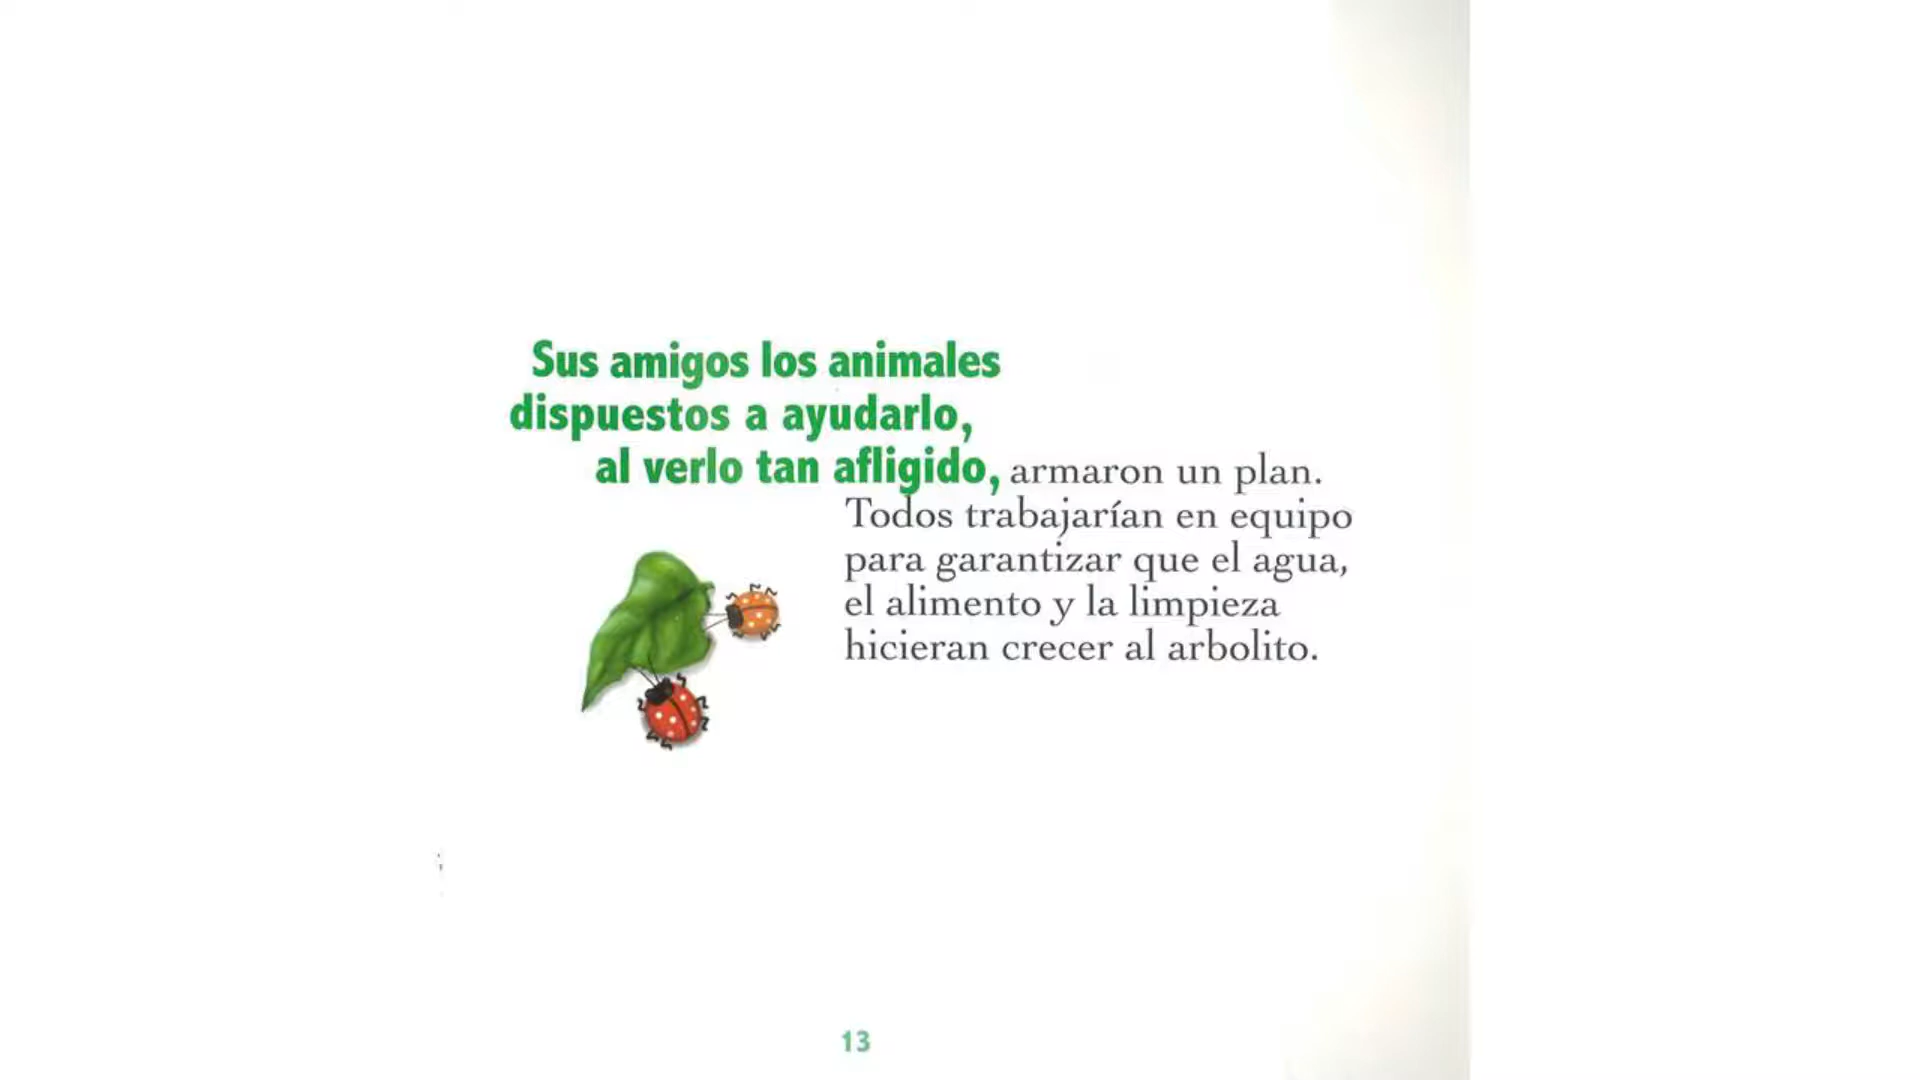 Sus amigos los animales
dispuestos a ayudarlo,
al verlo tan afligido, armaron un plan.
Todos trabajarían en equipo
para garantizar que el agua,
el alimento y la limpieza
hicieran crecer al arbolito.
13